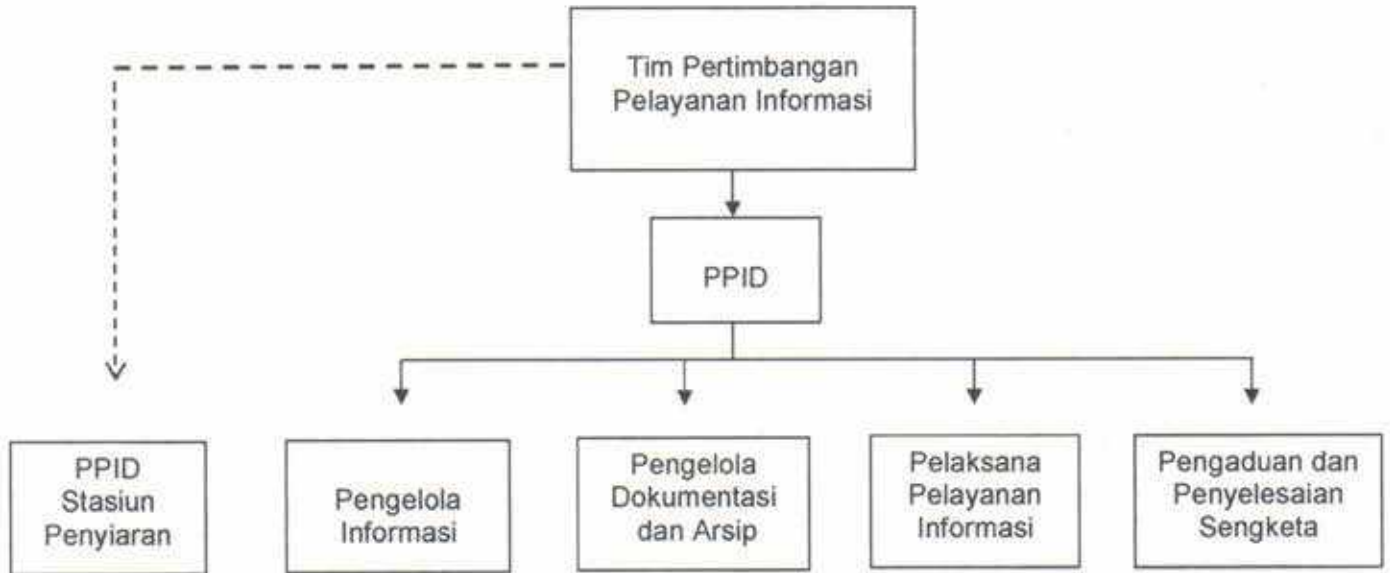 Tim Pertimbangan
Pelayanan Informasi
PPID
PPID
Stasiun
Penyiaran
Pengelola
Informasi
Pengelola
Dokumentasi
dan Arsip
Pelaksana
Pelayanan
Informasi
Pengaduan dan
Penyelesaian
Sengketa